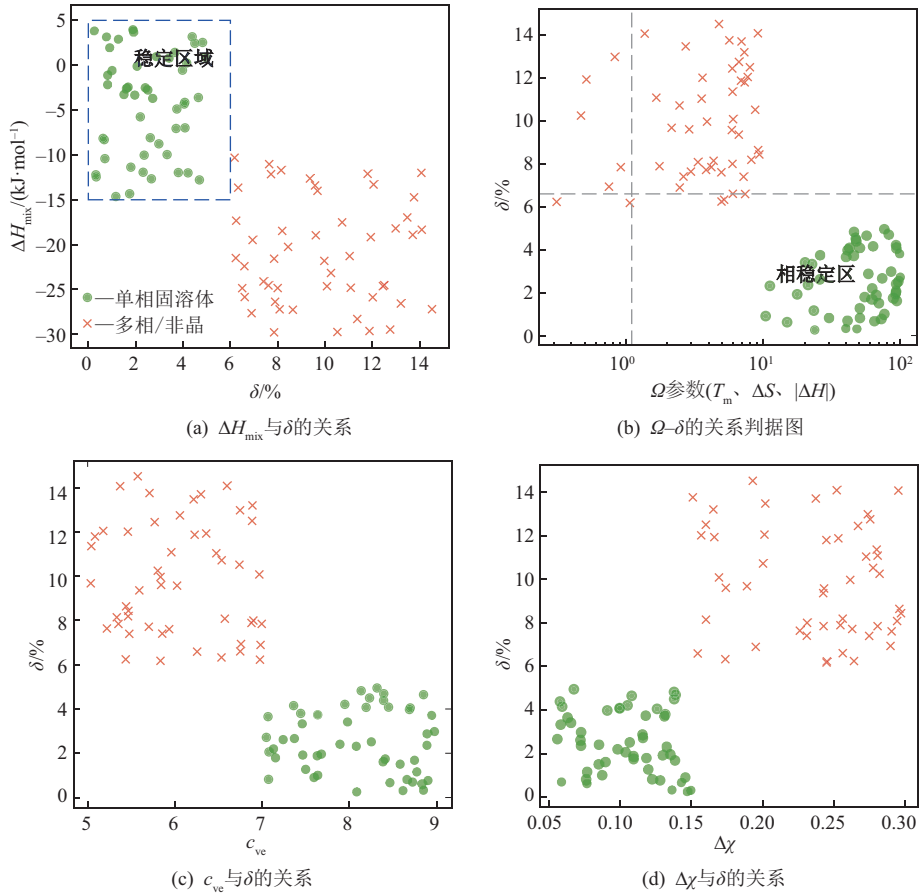 稳定区域
5
0
−5
−10
−15
−20
−25
−30
ΔH_mix/(kJ·mol⁻¹)
—单相固溶体
—多相/非晶
0 2 4 6 8 10 12 14
δ/%
(a) ΔH_mix与δ的关系
14
12
10
8
6
4
2
0
δ/%
相稳定区
10⁰ 10¹ 10²
Ω参数(T_m、ΔS、|ΔH|)
(b) Ω–δ的关系判据图
14
12
10
8
6
4
2
0
δ/%
5 6 7 8 9
c_ve
(c) c_ve与δ的关系
14
12
10
8
6
4
2
0
δ/%
0.05 0.10 0.15 0.20 0.25 0.30
Δχ
(d) Δχ与δ的关系